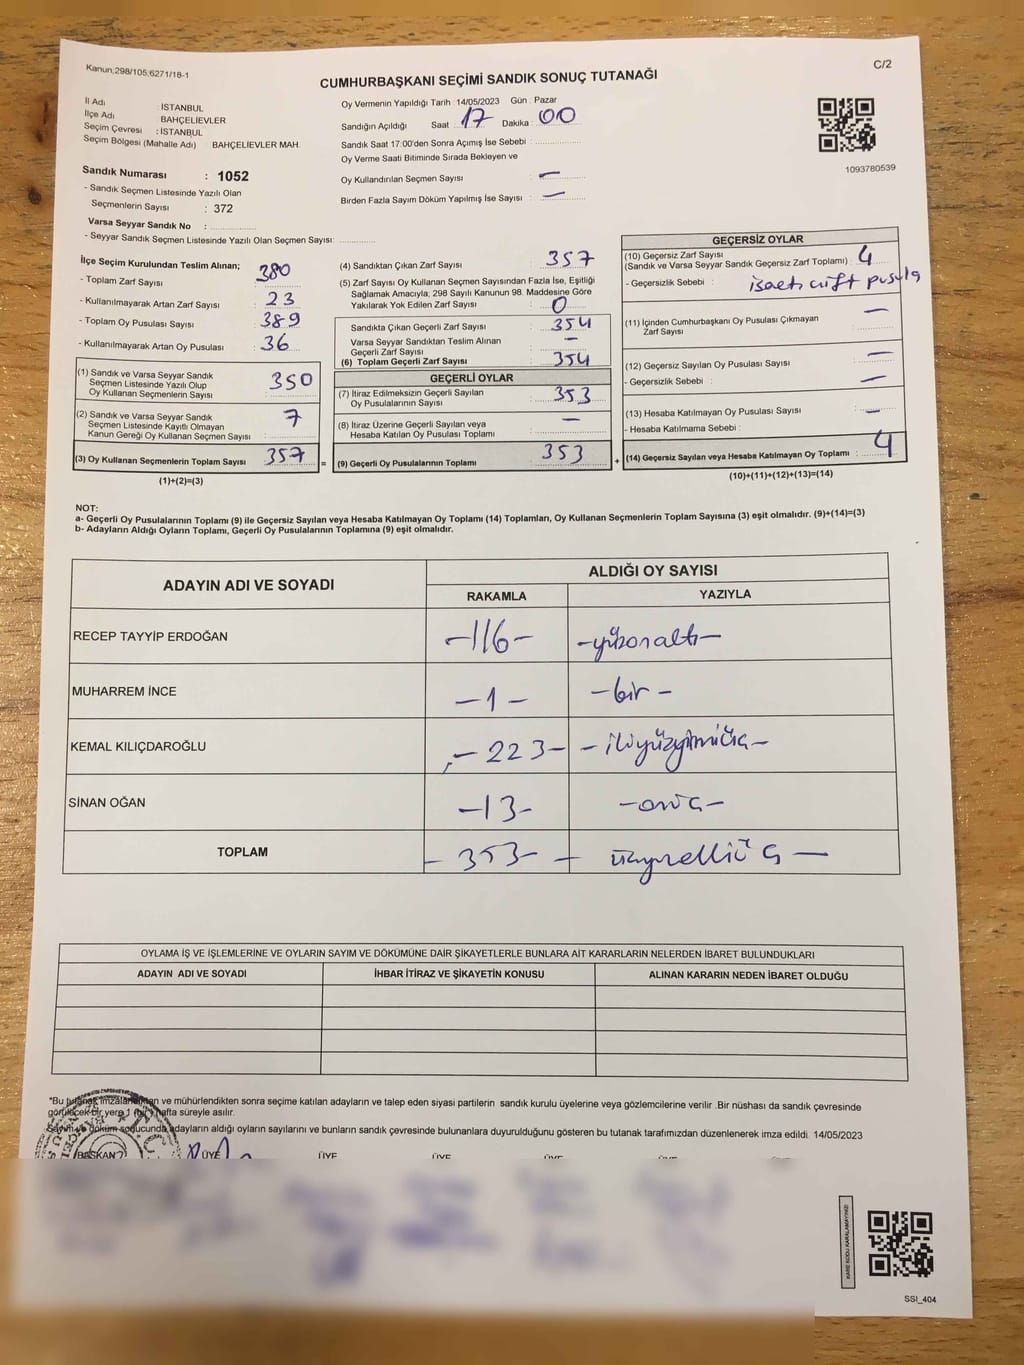 Kanun:298/105;6271/18-1
C/2
CUMHURBAŞKANI SEÇİMİ SANDIK SONUÇ TUTANAĞI
İl Adı : İSTANBUL
İlçe Adı : BAHÇELİEVLER
Seçim Çevresi : İSTANBUL
Seçim Bölgesi (Mahalle Adı) BAHÇELİEVLER MAH.
Sandık Numarası : 1052
- Sandık Seçmen Listesinde Yazılı Olan
Seçmenlerin Sayısı : 372
Varsa Seyyar Sandık No :
- Seyyar Sandık Seçmen Listesinde Yazılı Olan Seçmen Sayısı:
Oy Vermenin Yapıldığı Tarih 14/05/2023 Gün : Pazar
Sandığın Açıldığı Saat : 17 Dakika : 00
Sandık Saat 17:00'den Sonra Açımış İse Sebebi :
Oy Verme Saati Bitiminde Sırada Bekleyen ve
Oy Kullandırılan Seçmen Sayısı : —
Birden Fazla Sayım Döküm Yapılmış İse Sayısı : —
1093780539
İlçe Seçim Kurulundan Teslim Alınan;
- Toplam Zarf Sayısı : 380
- Kullanılmayarak Artan Zarf Sayısı : 23
- Toplam Oy Pusulası Sayısı : 389
- Kullanılmayarak Artan Oy Pusulası : 36
(1) Sandık ve Varsa Seyyar Sandık
Seçmen Listesinde Yazılı Olup
Oy Kullanan Seçmenlerin Sayısı 350
(2) Sandık ve Varsa Seyyar Sandık
Seçmen Listesinde Kayıtlı Olmayan
Kanun Gereği Oy Kullanan Seçmen Sayısı 7
(3) Oy Kullanan Seçmenlerin Toplam Sayısı 357 =
(1)+(2)=(3)
(4) Sandıktan Çıkan Zarf Sayısı : 357
(5) Zarf Sayısı Oy Kullanan Seçmen Sayısından Fazla İse, Eşitliği
Sağlamak Amacıyla; 298 Sayılı Kanunun 98. Maddesine Göre
Yakılarak Yok Edilen Zarf Sayısı : 0
Sandıkta Çıkan Geçerli Zarf Sayısı : 354
Varsa Seyyar Sandıktan Teslim Alınan
Geçerli Zarf Sayısı : —
(6) Toplam Geçerli Zarf Sayısı : 354
GEÇERLİ OYLAR
(7) İtiraz Edilmeksizin Geçerli Sayılan
Oy Pusulalarının Sayısı : 353
(8) İtiraz Üzerine Geçerli Sayılan veya
Hesaba Katılan Oy Pusulası Toplamı : —
(9) Geçerli Oy Pusulalarının Toplamı : 353 +
GEÇERSİZ OYLAR
(10) Geçersiz Zarf Sayısı
(Sandık ve Varsa Seyyar Sandık Geçersiz Zarf Toplamı) : 4
- Geçersizlik Sebebi : çift pusula
(11) İçinden Cumhurbaşkanı Oy Pusulası Çıkmayan
Zarf Sayısı : —
(12) Geçersiz Sayılan Oy Pusulası Sayısı : —
- Geçersizlik Sebebi : —
(13) Hesaba Katılmayan Oy Pusulası Sayısı : —
- Hesaba Katılmama Sebebi :
(14) Geçersiz Sayılan veya Hesaba Katılmayan Oy Toplamı : 4
(10)+(11)+(12)+(13)=(14)
NOT:
a- Geçerli Oy Pusulalarının Toplamı (9) ile Geçersiz Sayılan veya Hesaba Katılmayan Oy Toplamı (14) Toplamları, Oy Kullanan Seçmenlerin Toplam Sayısına (3) eşit olmalıdır. (9)+(14)=(3)
b- Adayların Aldığı Oyların Toplamı, Geçerli Oy Pusulalarının Toplamına (9) eşit olmalıdır.
ADAYIN ADI VE SOYADI ALDIĞI OY SAYISI
RAKAMLA YAZIYLA
RECEP TAYYİP ERDOĞAN -116- -yüzonaltı-
MUHARREM İNCE -1- -bir-
KEMAL KILIÇDAROĞLU -223- -ikiyüzyirmiüç-
SİNAN OĞAN -13- -onüç-
TOPLAM -353- - üçyüzelliüç -
OYLAMA İŞ VE İŞLEMLERİNE VE OYLARIN SAYIM VE DÖKÜMÜNE DAİR ŞİKAYETLERLE BUNLARA AİT KARARLARIN NELERDEN İBARET BULUNDUKLARI
ADAYIN ADI VE SOYADI İHBAR İTİRAZ VE ŞİKAYETİN KONUSU ALINAN KARARIN NEDEN İBARET OLDUĞU
*Bu tutanak imzalandıktan ve mühürlendikten sonra seçime katılan adayların ve talep eden siyasi partilerin sandık kurulu üyelerine veya gözlemcilerine verilir .Bir nüshası da sandık çevresinde
görülecek bir yere 1 (bir) hafta süreyle asılır.
Sayım ve döküm sonucunda adayların aldığı oyların sayılarını ve bunların sandık çevresinde bulunanlara duyurulduğunu gösteren bu tutanak tarafımızdan düzenlenerek imza edildi. 14/05/2023
BAŞKAN ÜYE ÜYE ÜYE ÜYE ÜYE
KARE KODU KARALAMAYINIZ!
SSI_404